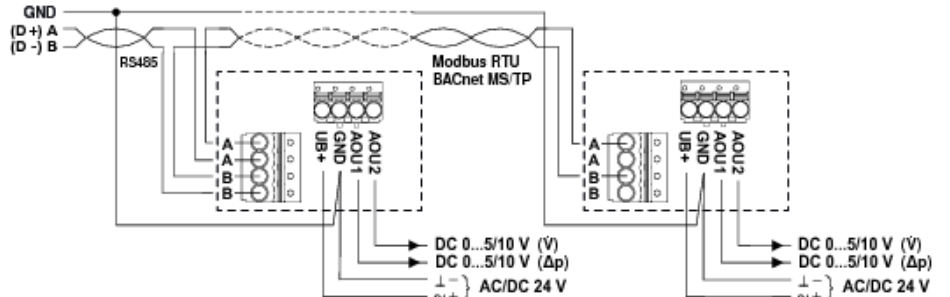 GND
(D+) A
(D-) B
RS485
Modbus RTU
BACnet MS/TP
UB+
GND
AOU1
AOU2
A
A
B
B
UB+
GND
AOU1
AOU2
A
A
B
B
DC 0...5/10 V (V̇)
DC 0...5/10 V (Δp)
⊥ −
AC/DC 24 V
DC 0...5/10 V (V̇)
DC 0...5/10 V (Δp)
⊥ −
AC/DC 24 V